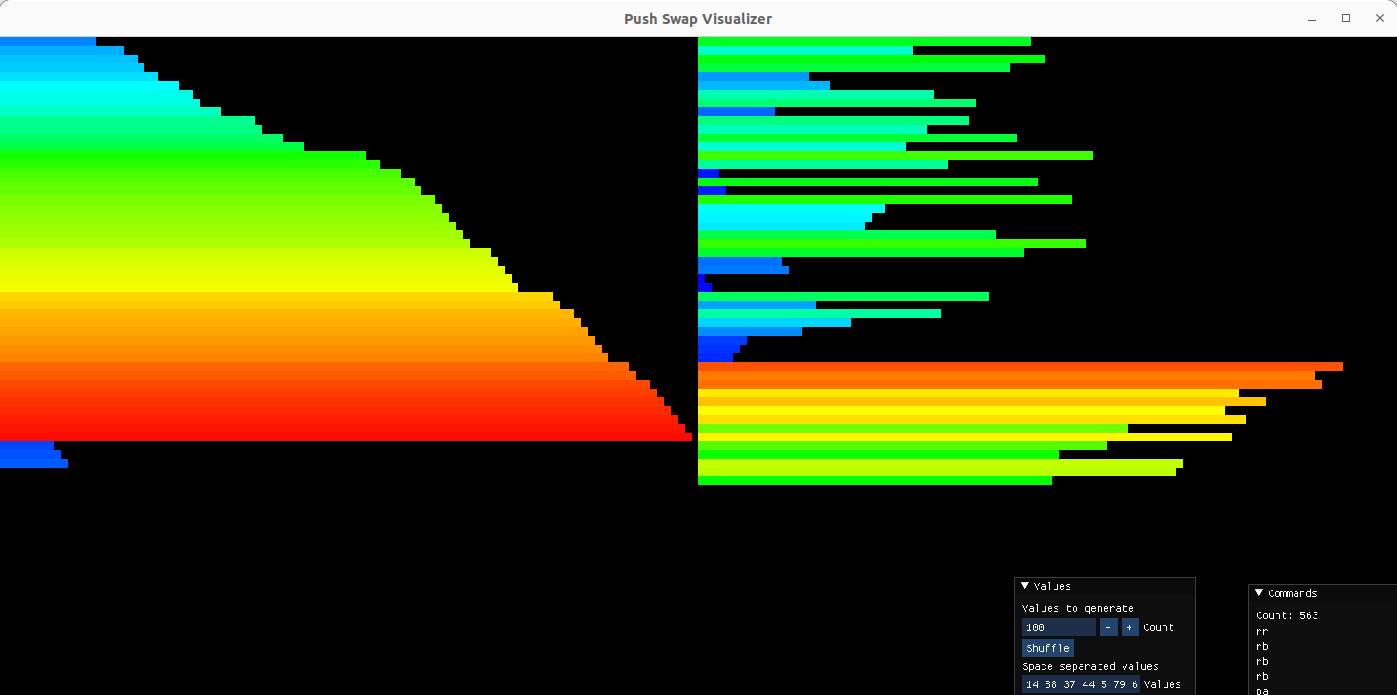 Push Swap Visualizer
Values
Values to generate
100 - + Count
Shuffle
Space separated values
14 38 37 44 5 79 6 Values
Commands
Count: 563
rr
rb
rb
rb
pa